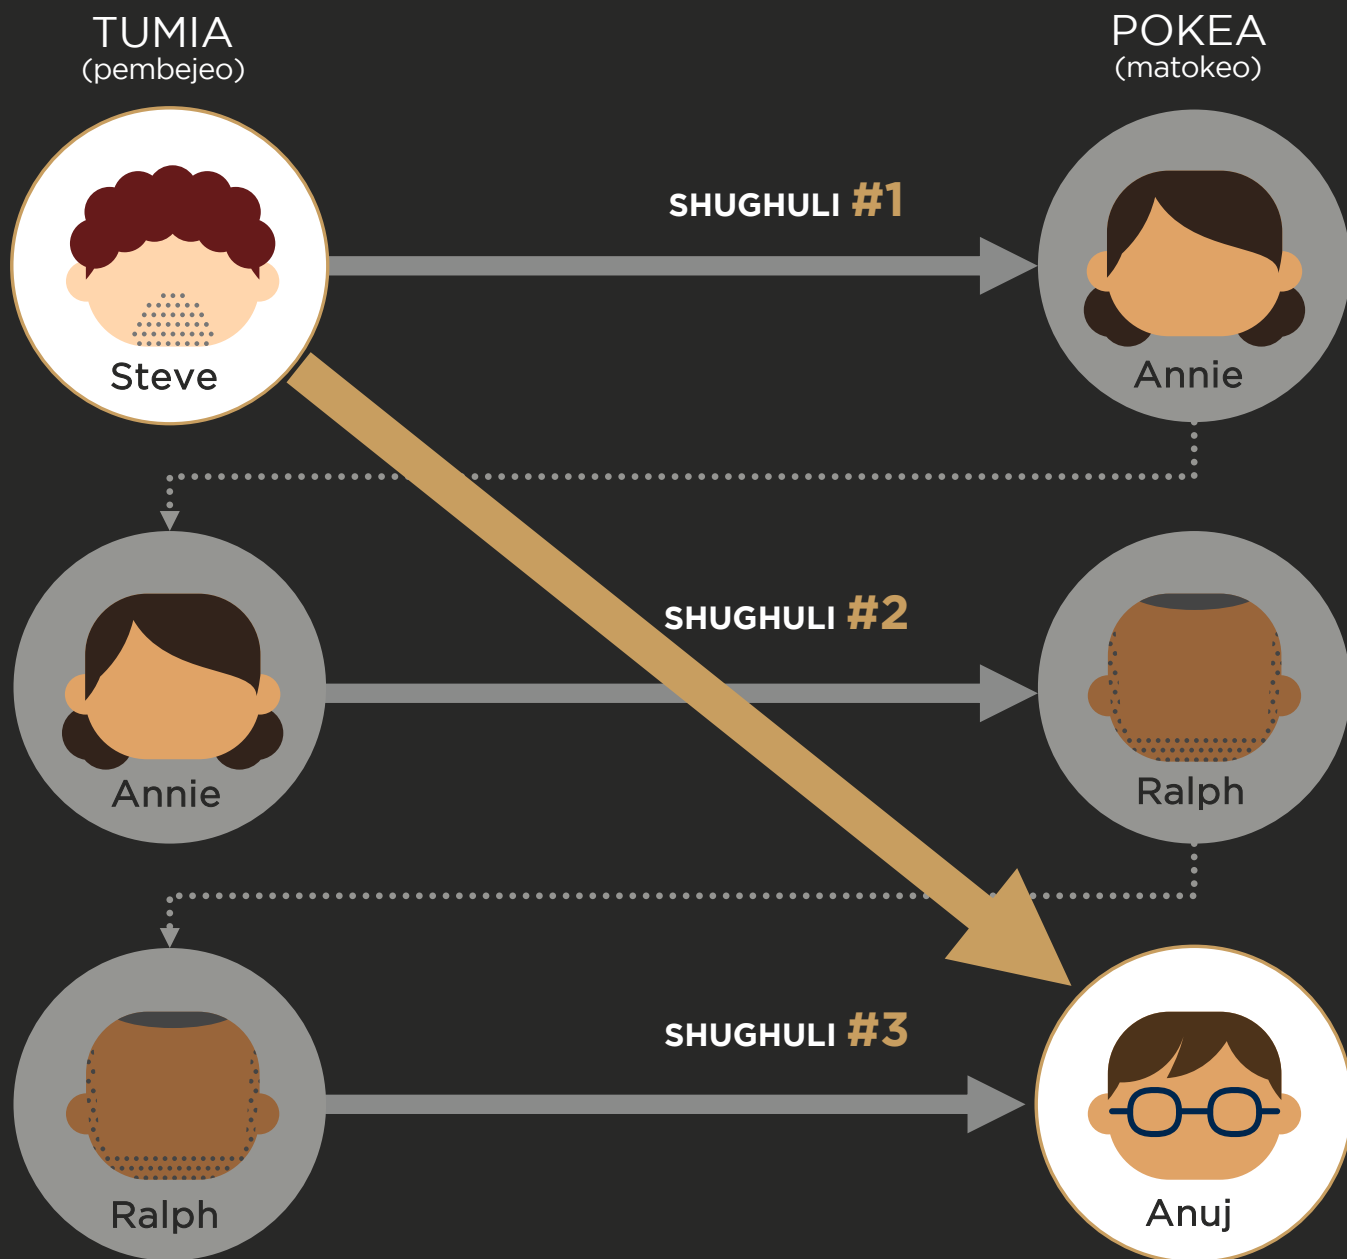 TUMIA
(pembejeo)
POKEA
(matokeo)
SHUGHULI #1
Steve
Annie
SHUGHULI #2
Annie
Ralph
SHUGHULI #3
Ralph
Anuj